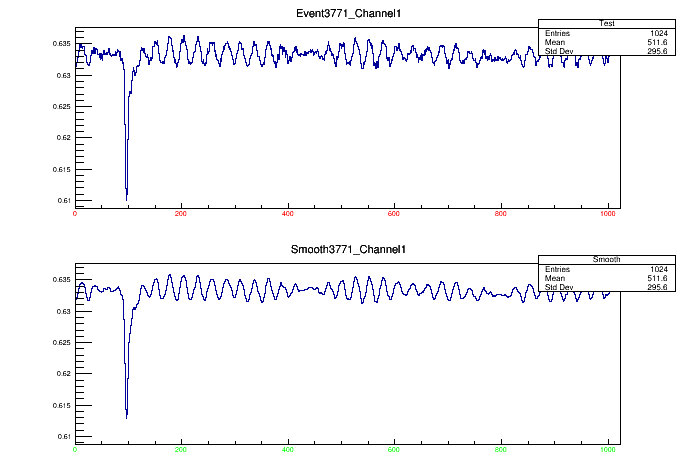 Event3771_Channel1
Test
Entries 1024
Mean 511.6
Std Dev 295.6
0.635
0.63
0.625
0.62
0.615
0.61
0 200 400 600 800 1000
Smooth3771_Channel1
Smooth
Entries 1024
Mean 511.6
Std Dev 295.6
0.635
0.63
0.625
0.62
0.615
0.61
0 200 400 600 800 1000